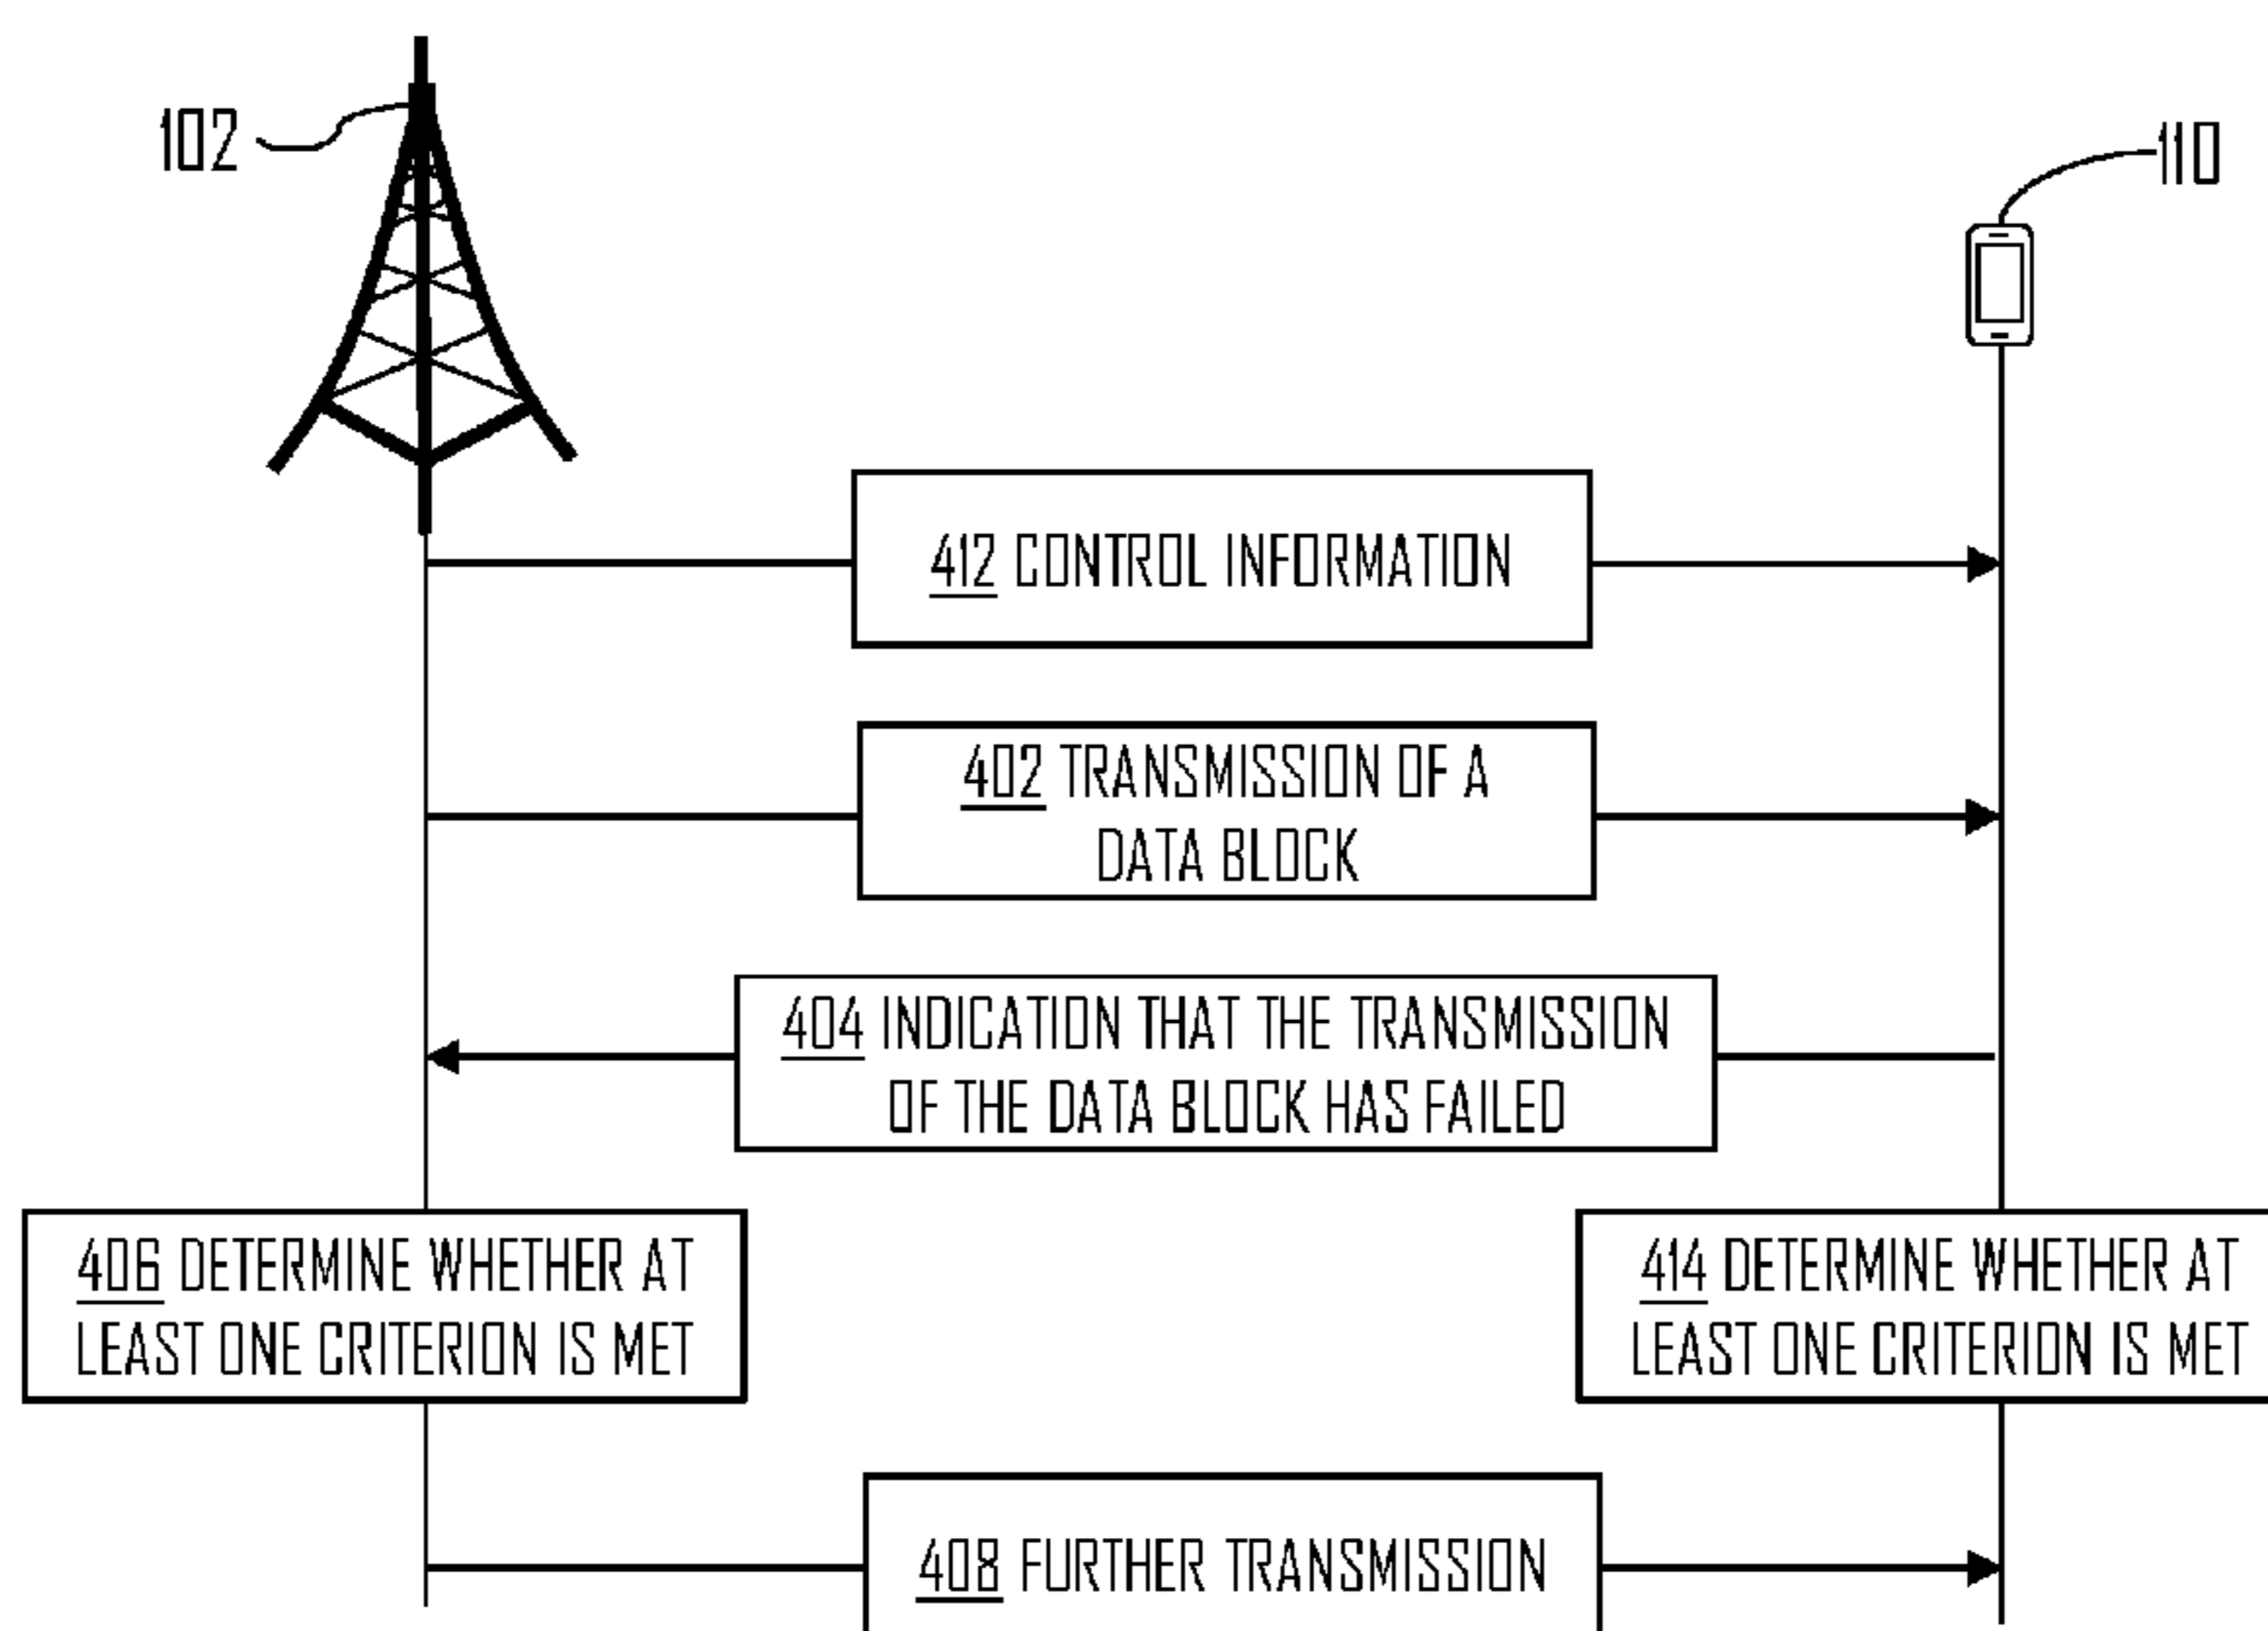 102
110
412 CONTROL INFORMATION
402 TRANSMISSION OF A
DATA BLOCK
404 INDICATION THAT THE TRANSMISSION
OF THE DATA BLOCK HAS FAILED
406 DETERMINE WHETHER AT
LEAST ONE CRITERION IS MET
414 DETERMINE WHETHER AT
LEAST ONE CRITERION IS MET
408 FURTHER TRANSMISSION